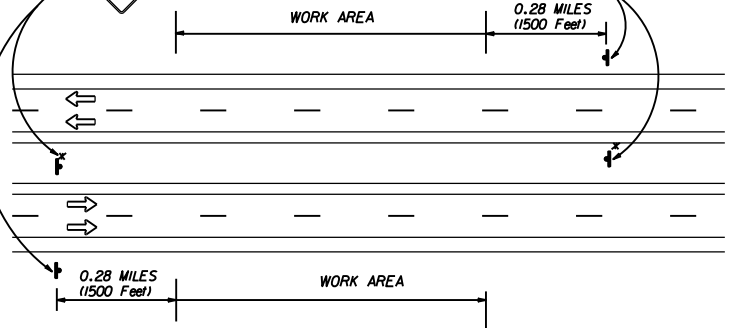 WORK AREA
0.28 MILES
(1500 Feet)
x
x
0.28 MILES
(1500 Feet)
WORK AREA